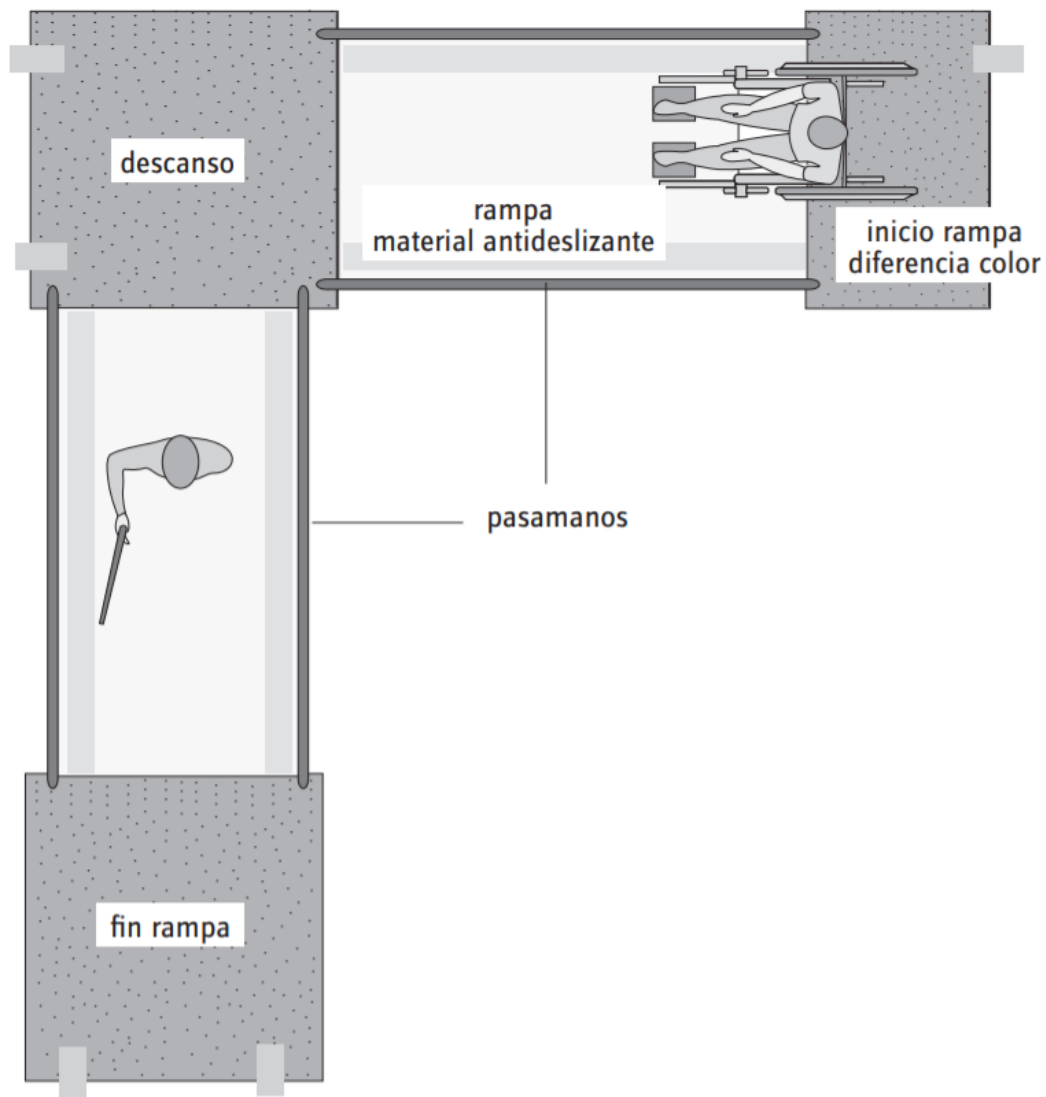 descanso
rampa
material antideslizante
inicio rampa
diferencia color
pasamanos
fin rampa